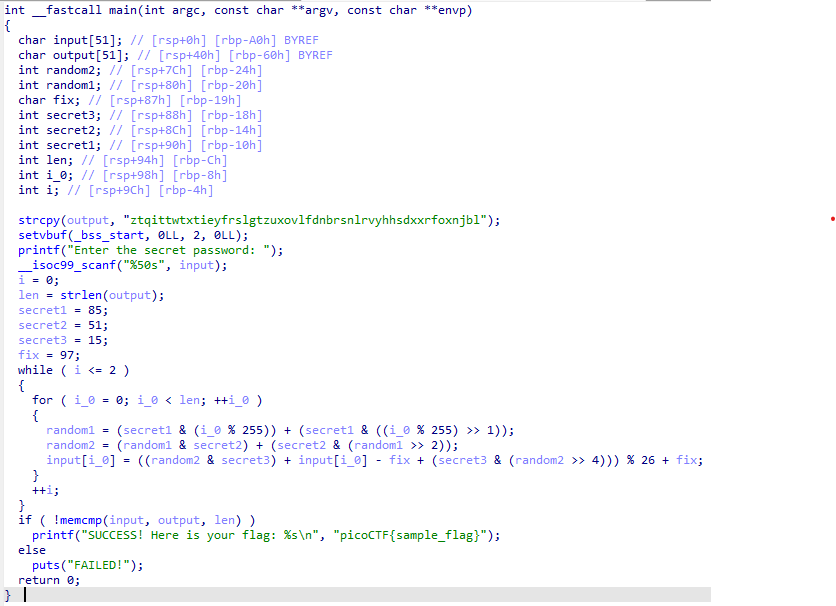 int __fastcall main(int argc, const char **argv, const char **envp)
{
  char input[51]; // [rsp+0h] [rbp-A0h] BYREF
  char output[51]; // [rsp+40h] [rbp-60h] BYREF
  int random2; // [rsp+7Ch] [rbp-24h]
  int random1; // [rsp+80h] [rbp-20h]
  char fix; // [rsp+87h] [rbp-19h]
  int secret3; // [rsp+88h] [rbp-18h]
  int secret2; // [rsp+8Ch] [rbp-14h]
  int secret1; // [rsp+90h] [rbp-10h]
  int len; // [rsp+94h] [rbp-Ch]
  int i_0; // [rsp+98h] [rbp-8h]
  int i; // [rsp+9Ch] [rbp-4h]

  strcpy(output, "ztqittwtxtieyfrslgtzuxovlfdnbrsnlrvyhhsdxxrfoxnjbl");
  setvbuf(_bss_start, 0LL, 2, 0LL);
  printf("Enter the secret password: ");
  __isoc99_scanf("%50s", input);
  i = 0;
  len = strlen(output);
  secret1 = 85;
  secret2 = 51;
  secret3 = 15;
  fix = 97;
  while ( i <= 2 )
  {
    for ( i_0 = 0; i_0 < len; ++i_0 )
    {
      random1 = (secret1 & (i_0 % 255)) + (secret1 & ((i_0 % 255) >> 1));
      random2 = (random1 & secret2) + (secret2 & (random1 >> 2));
      input[i_0] = ((random2 & secret3) + input[i_0] - fix + (secret3 & (random2 >> 4))) % 26 + fix;
    }
    ++i;
  }
  if ( !memcmp(input, output, len) )
    printf("SUCCESS! Here is your flag: %s\n", "picoCTF{sample_flag}");
  else
    puts("FAILED!");
  return 0;
}